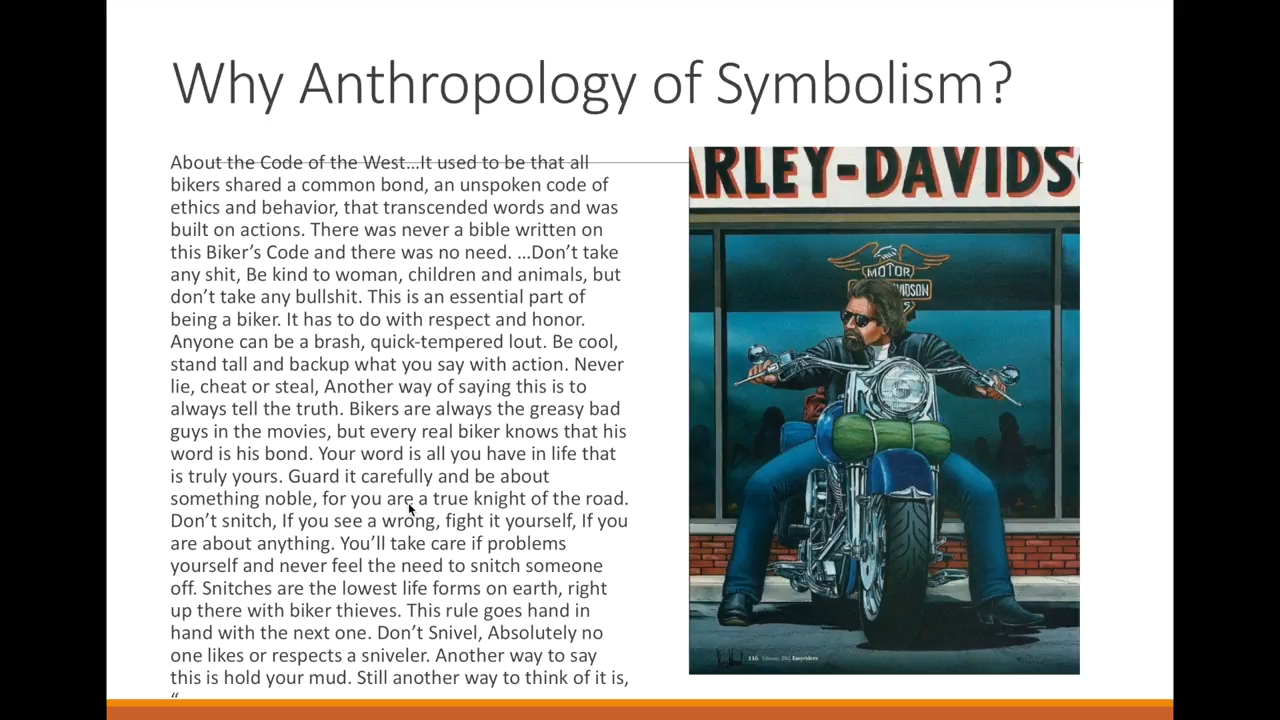 Why Anthropology of Symbolism?
About the Code of the West…It used to be that all
bikers shared a common bond, an unspoken code of
ethics and behavior, that transcended words and was
built on actions. There was never a bible written on
this Biker’s Code and there was no need. …Don’t take
any shit, Be kind to woman, children and animals, but
don’t take any bullshit. This is an essential part of
being a biker. It has to do with respect and honor.
Anyone can be a brash, quick-tempered lout. Be cool,
stand tall and backup what you say with action. Never
lie, cheat or steal, Another way of saying this is to
always tell the truth. Bikers are always the greasy bad
guys in the movies, but every real biker knows that his
word is his bond. Your word is all you have in life that
is truly yours. Guard it carefully and be about
something noble, for you are a true knight of the road.
Don’t snitch, If you see a wrong, fight it yourself, If you
are about anything. You’ll take care if problems
yourself and never feel the need to snitch someone
off. Snitches are the lowest life forms on earth, right
up there with biker thieves. This rule goes hand in
hand with the next one. Don’t Snivel, Absolutely no
one likes or respects a sniveler. Another way to say
this is hold your mud. Still another way to think of it is,
“
ARLEY-DAVIDS
MOTOR
VIDSON
S
116 February 2012 Easyriders